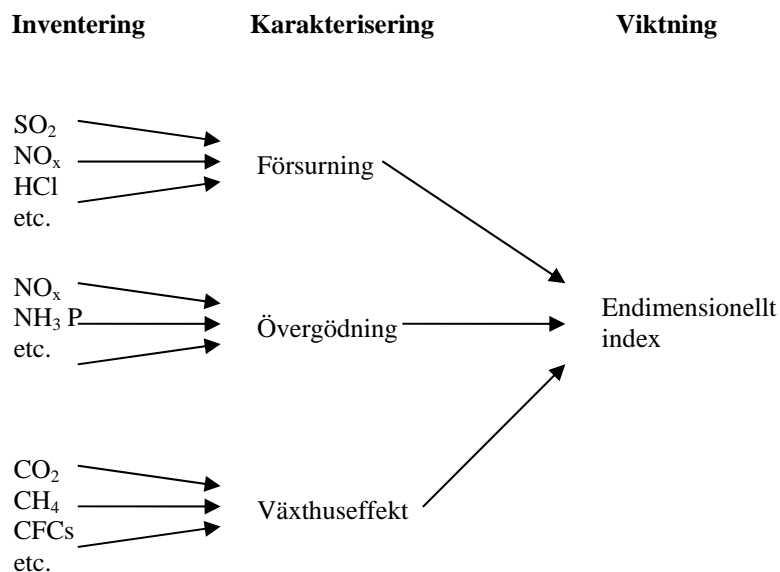 Inventering Karakterisering Viktning
SO₂
NOₓ
HCl
etc.
Försurning
NOₓ
NH₃ P
etc.
Övergödning
Endimensionellt
index
CO₂
CH₄
CFCs
etc.
Växthuseffekt